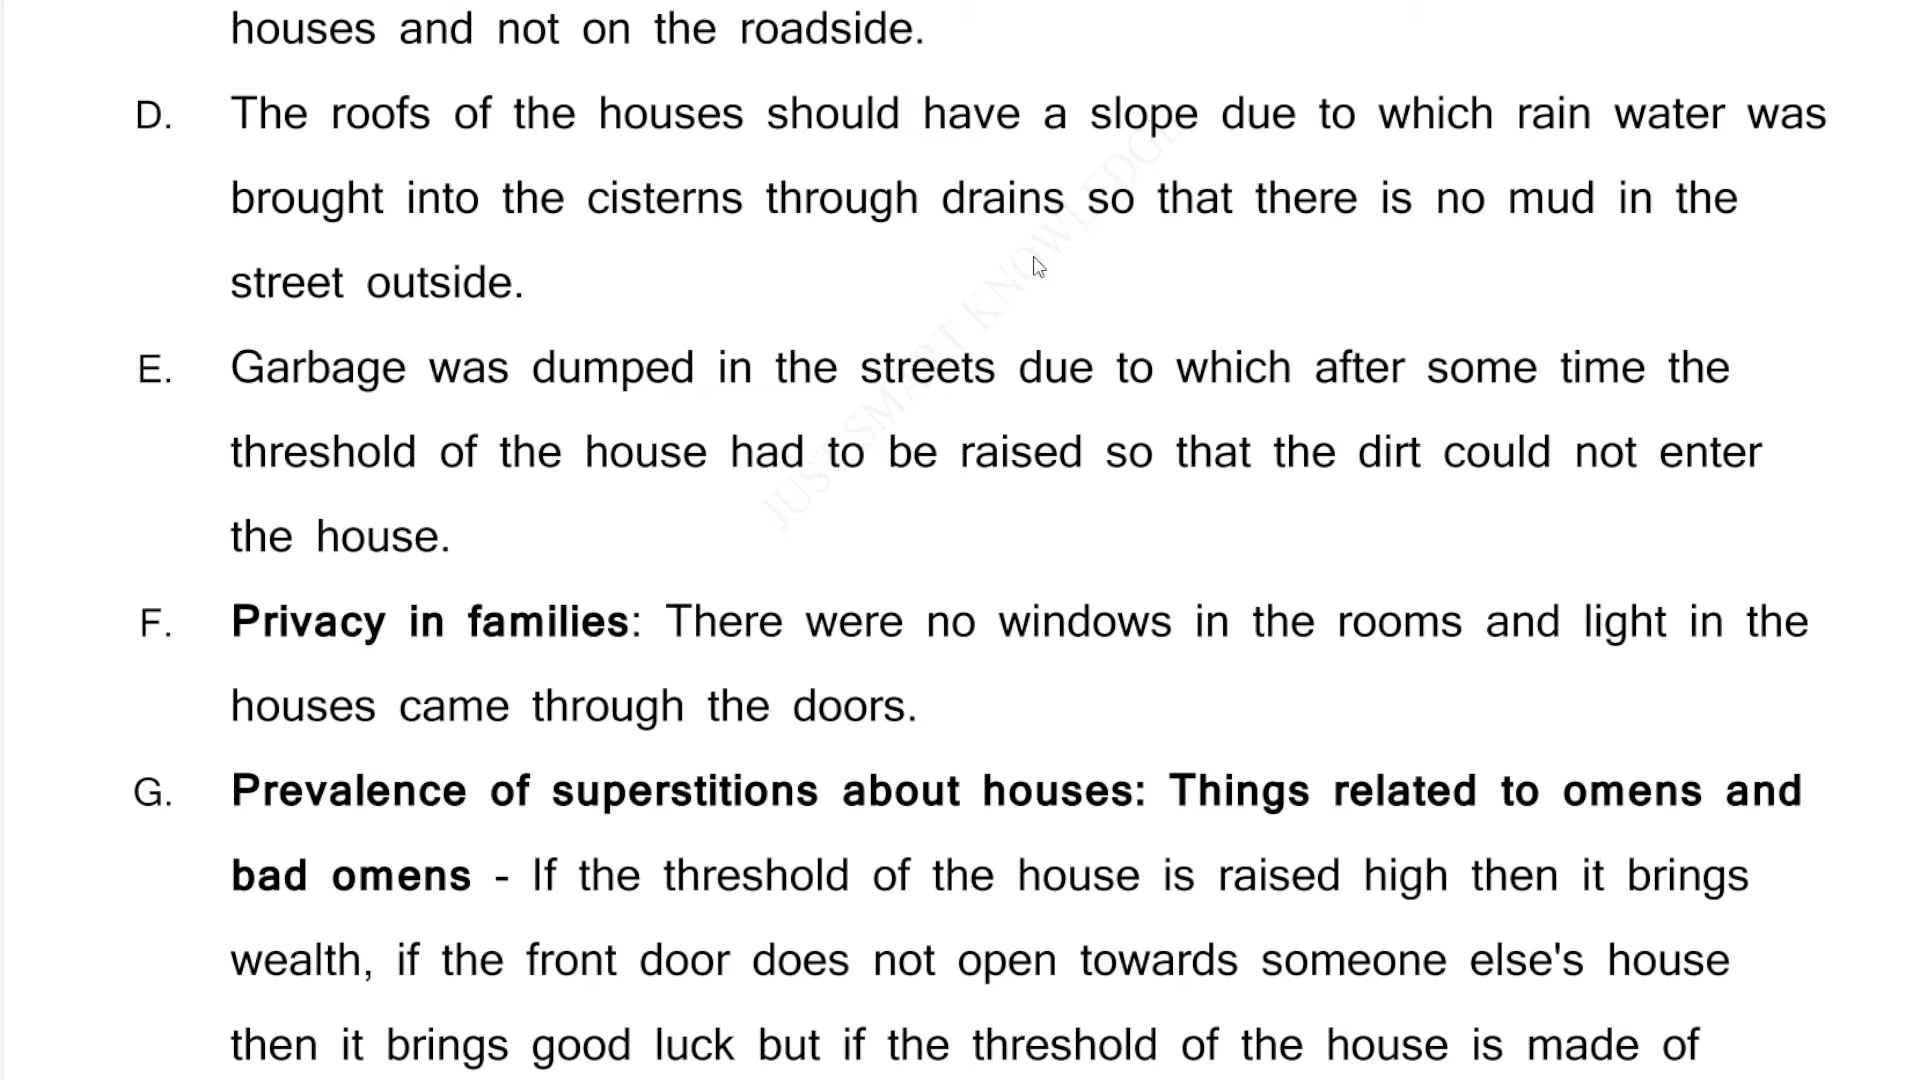 houses and not on the roadside.
D. The roofs of the houses should have a slope due to which rain water was
brought into the cisterns through drains so that there is no mud in the
street outside.
E. Garbage was dumped in the streets due to which after some time the
threshold of the house had to be raised so that the dirt could not enter
the house.
F. Privacy in families: There were no windows in the rooms and light in the
houses came through the doors.
G. Prevalence of superstitions about houses: Things related to omens and
bad omens - If the threshold of the house is raised high then it brings
wealth, if the front door does not open towards someone else's house
then it brings good luck but if the threshold of the house is made of
JUST SMART KNOWLEDGE